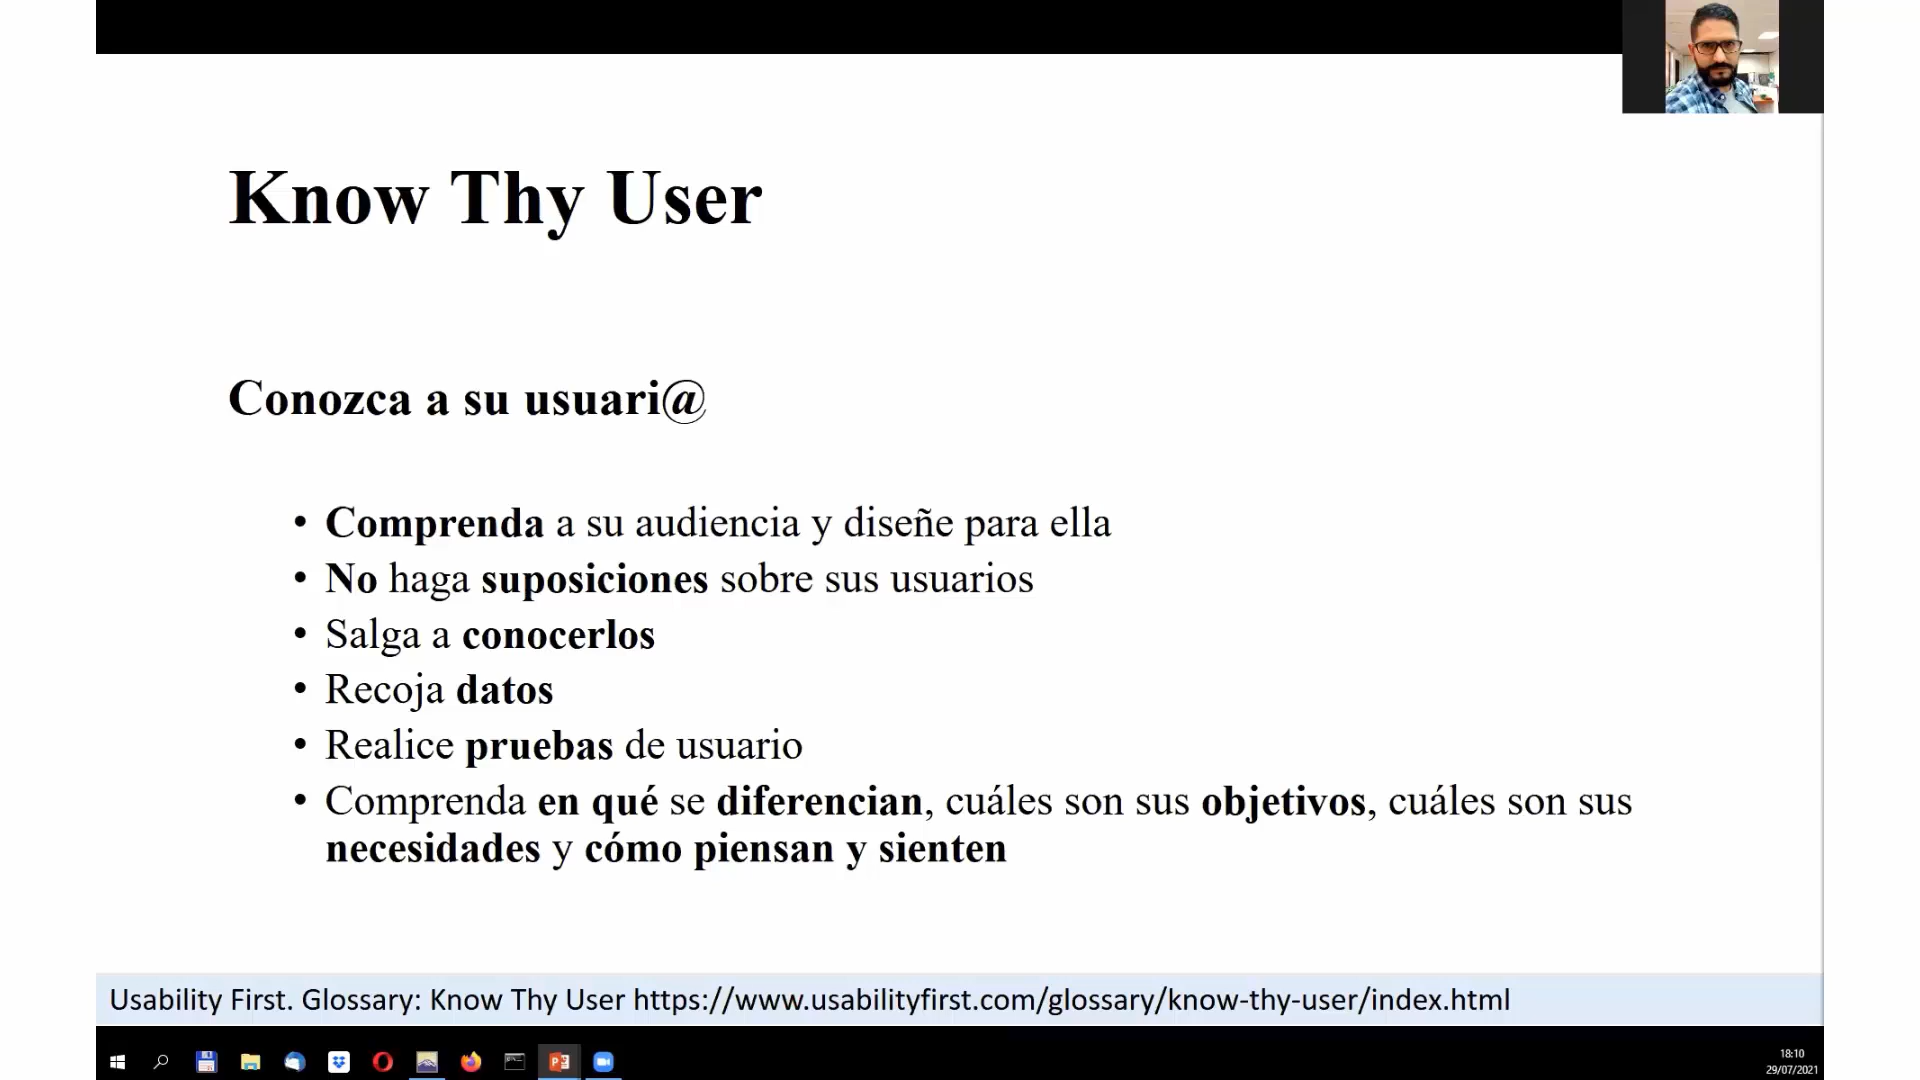 Know Thy User
Conozca a su usuari@
• Comprenda a su audiencia y diseñe para ella
• No haga suposiciones sobre sus usuarios
• Salga a conocerlos
• Recoja datos
• Realice pruebas de usuario
• Comprenda en qué se diferencian, cuáles son sus objetivos, cuáles son sus
necesidades y cómo piensan y sienten
Usability First. Glossary: Know Thy User https://www.usabilityfirst.com/glossary/know-thy-user/index.html
18:10
29/07/2021